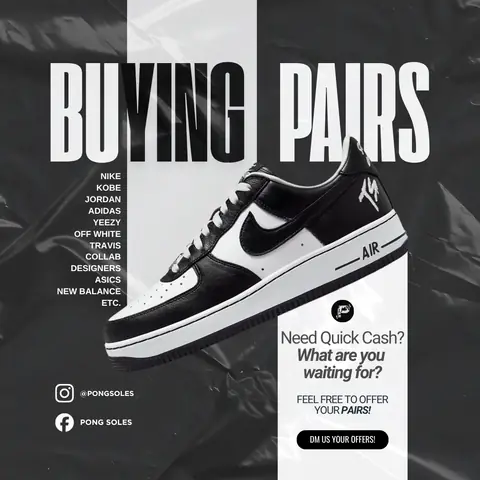 BUYING PAIRS
NIKE
KOBE
JORDAN
ADIDAS
YEEZY
OFF WHITE
TRAVIS
COLLAB
DESIGNERS
ASICS
NEW BALANCE
ETC.
TS
AIR
Need Quick Cash?
What are you
waiting for?
FEEL FREE TO OFFER
YOUR PAIRS!
DM US YOUR OFFERS!
@PONGSOLES
PONG SOLES